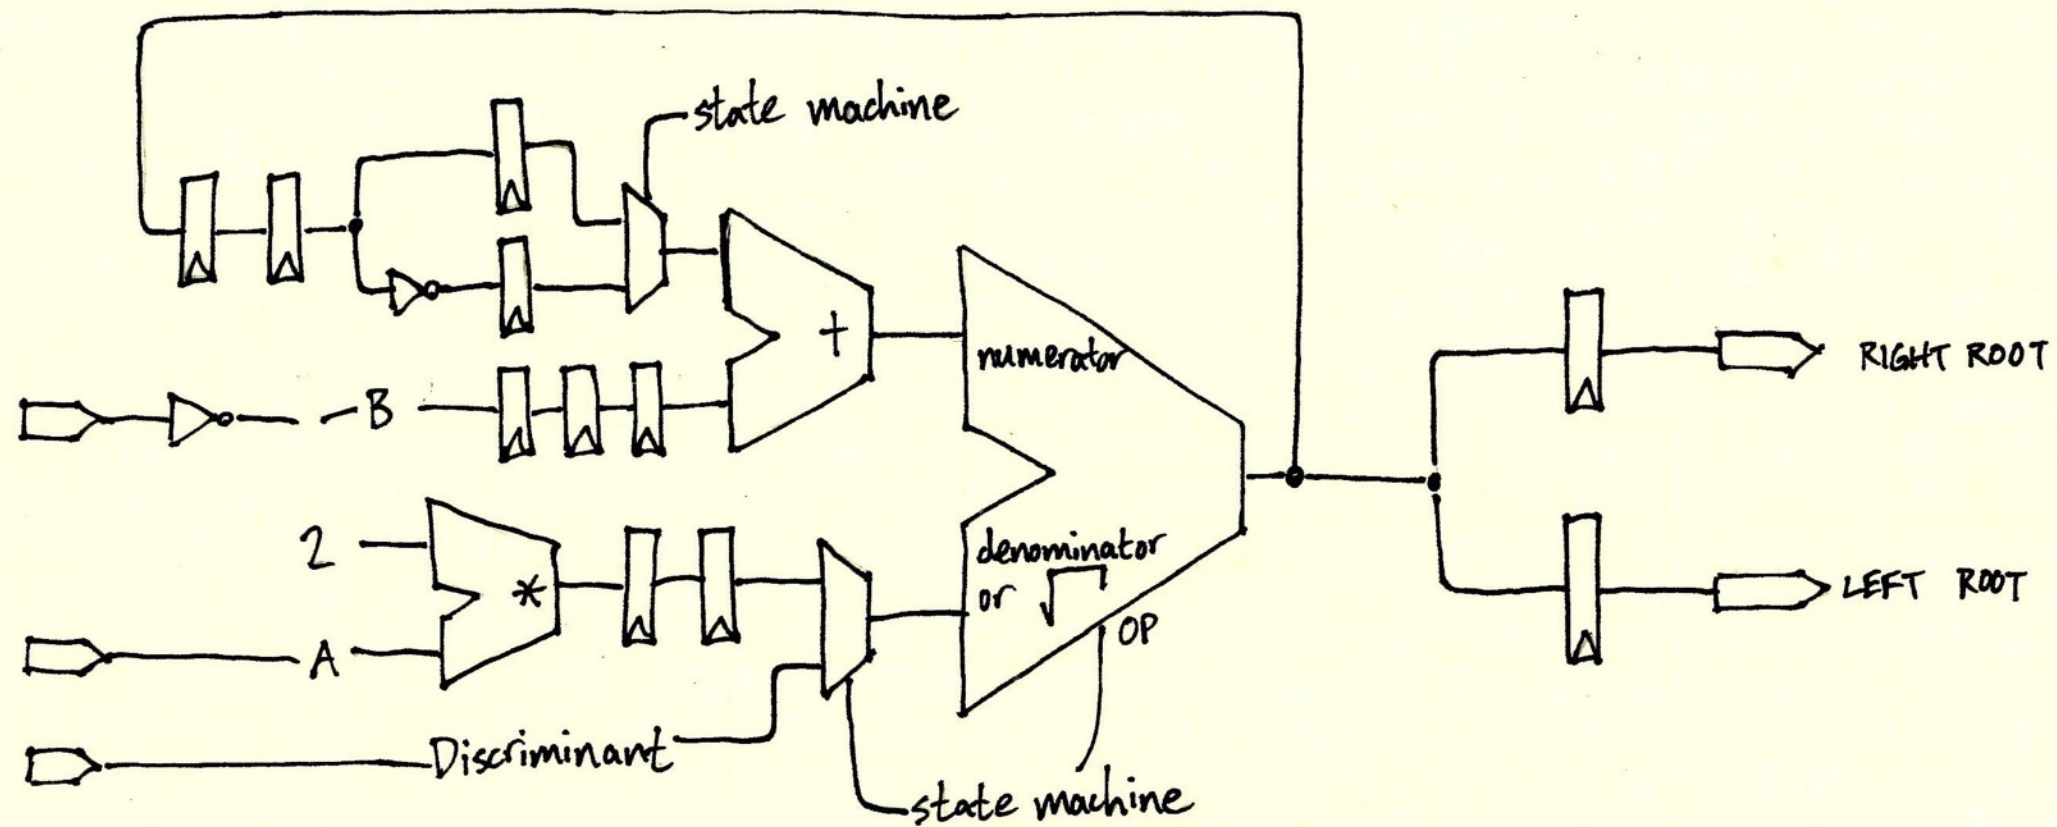 state machine
+
numerator
RIGHT ROOT
-B
2
*
denominator
or √
OP
LEFT ROOT
A
Discriminant
state machine